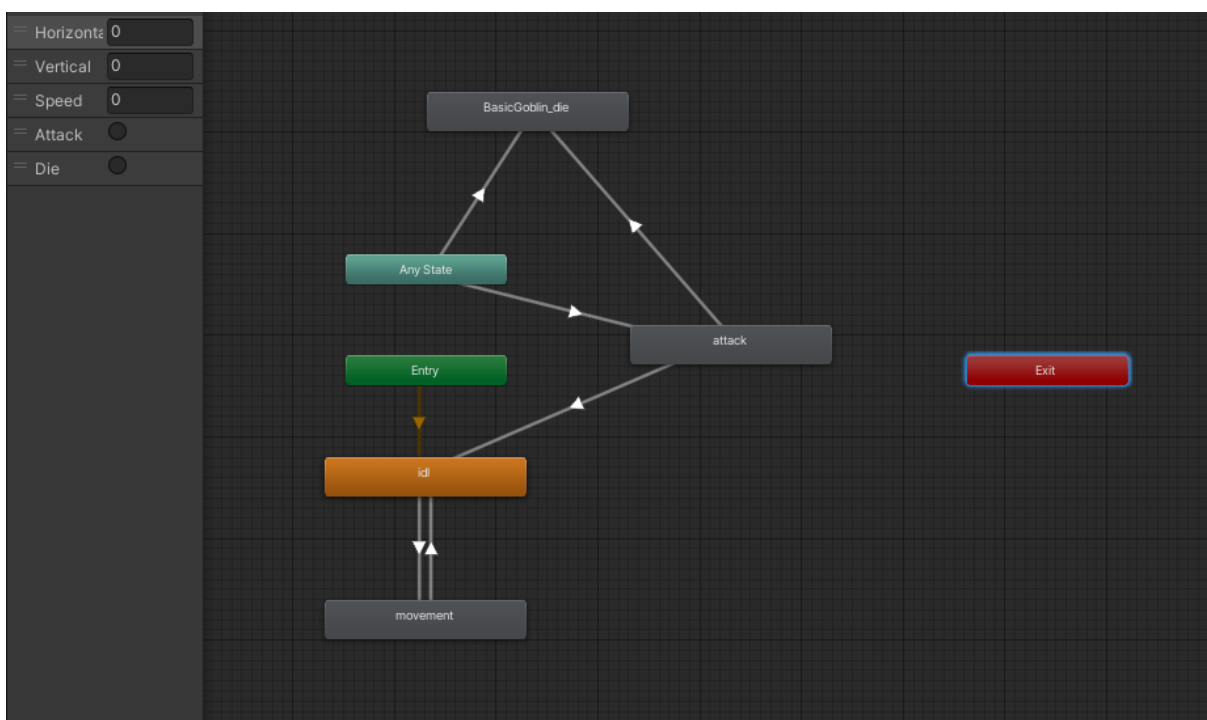 Horizonta 0
Vertical 0
Speed 0
Attack
Die
BasicGoblin_die
Any State
attack
Entry
Exit
idl
movement